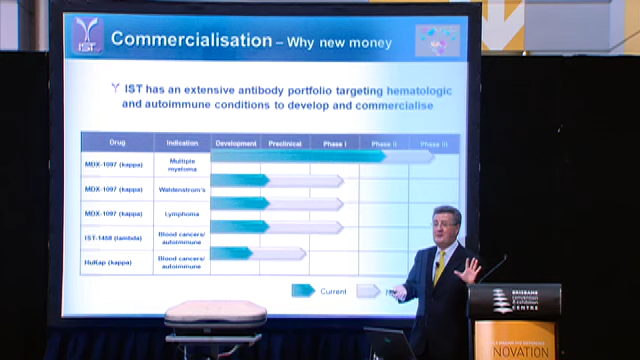 IST
Commercialisation – Why new money
IST has an extensive antibody portfolio targeting hematologic
and autoimmune conditions to develop and commercialise
Drug Indication Development Preclinical Phase I Phase II Phase III
MDX-1097 (kappa) Multiple
myeloma
MDX-1097 (kappa) Waldenstrom's
MDX-1097 (kappa) Lymphoma
IST-1458 (lambda) Blood cancers/
autoimmune
HuKap (kappa) Blood cancers/
autoimmune
Current
BRISBANE
convention
& exhibition
CENTRE
NOVATION